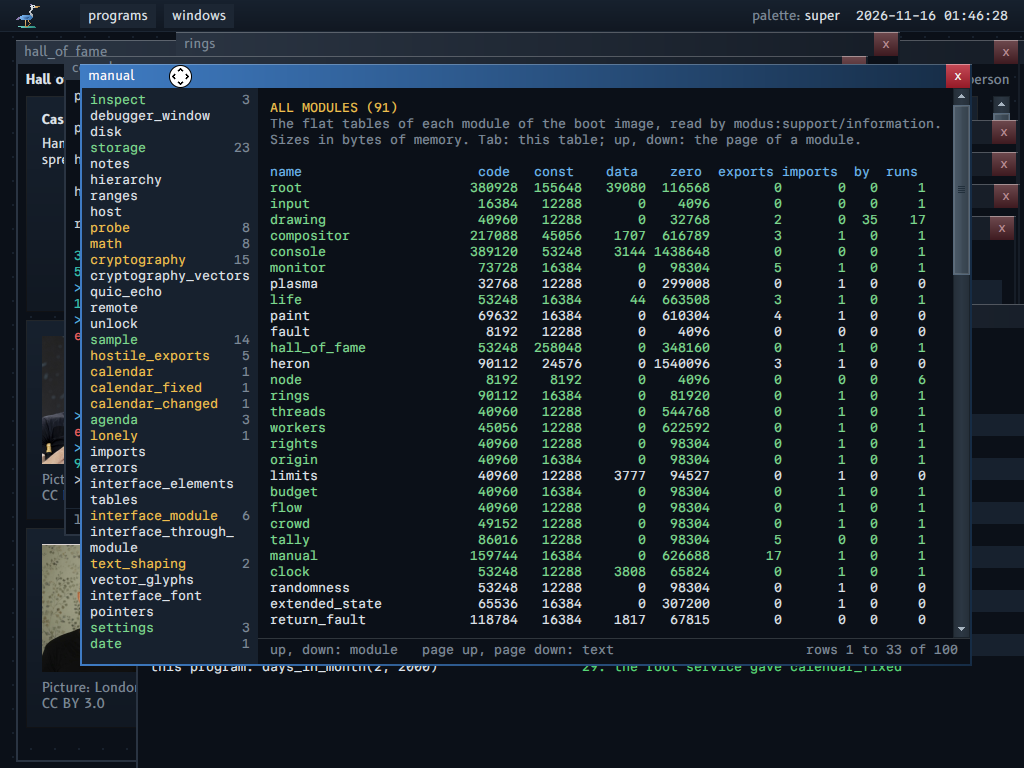 programs windows palette: super 2026-11-16 01:46:28
rings x
hall_of_fame x
manual x
Hall o
erson
Cas
Han
spre
Pict
CC
Picture: Londor
CC BY 3.0
inspect 3
debugger_window
disk
storage 23
notes
hierarchy
ranges
host
probe 8
math 8
cryptography 15
cryptography_vectors
quic_echo
remote
unlock
sample 14
hostile_exports 5
calendar 1
calendar_fixed 1
calendar_changed 1
agenda 3
lonely 1
imports
errors
interface_elements
tables
interface_module 6
interface_through_
module
text_shaping 2
vector_glyphs
interface_font
pointers
settings 3
date 1
ALL MODULES (91)
The flat tables of each module of the boot image, read by modus:support/information.
Sizes in bytes of memory. Tab: this table; up, down: the page of a module.
name code const data zero exports imports by runs
root 380928 155648 39080 116568 0 0 0 1
input 16384 12288 0 4096 0 0 0 1
drawing 40960 12288 0 32768 2 0 35 17
compositor 217088 45056 1707 616789 3 1 0 1
console 389120 53248 3144 1438648 0 1 0 1
monitor 73728 16384 0 98304 5 1 0 1
plasma 32768 12288 0 299008 0 1 0 0
life 53248 16384 44 663508 3 1 0 1
paint 69632 16384 0 610304 4 1 0 0
fault 8192 12288 0 4096 0 0 0 0
hall_of_fame 53248 258048 0 348160 0 1 0 1
heron 90112 24576 0 1540096 3 1 0 0
node 8192 8192 0 4096 0 0 0 6
rings 90112 16384 0 81920 0 1 0 1
threads 40960 12288 0 544768 0 1 0 1
workers 45056 12288 0 622592 0 1 0 1
rights 40960 12288 0 98304 0 1 0 1
origin 40960 16384 0 98304 0 1 0 1
limits 40960 12288 3777 94527 0 1 0 0
budget 40960 16384 0 98304 0 1 0 1
flow 40960 12288 0 98304 0 1 0 1
crowd 49152 12288 0 98304 0 1 0 1
tally 86016 12288 0 98304 5 1 0 1
manual 159744 16384 0 626688 17 1 0 1
clock 53248 12288 3808 65824 0 1 0 1
randomness 53248 12288 0 98304 0 1 0 0
extended_state 65536 16384 0 307200 0 1 0 0
return_fault 118784 16384 1817 67815 0 1 0 0
up, down: module page up, page down: text rows 1 to 33 of 100
this program: days_in_month(2, 2000) 29: the root service gave calendar_fixed